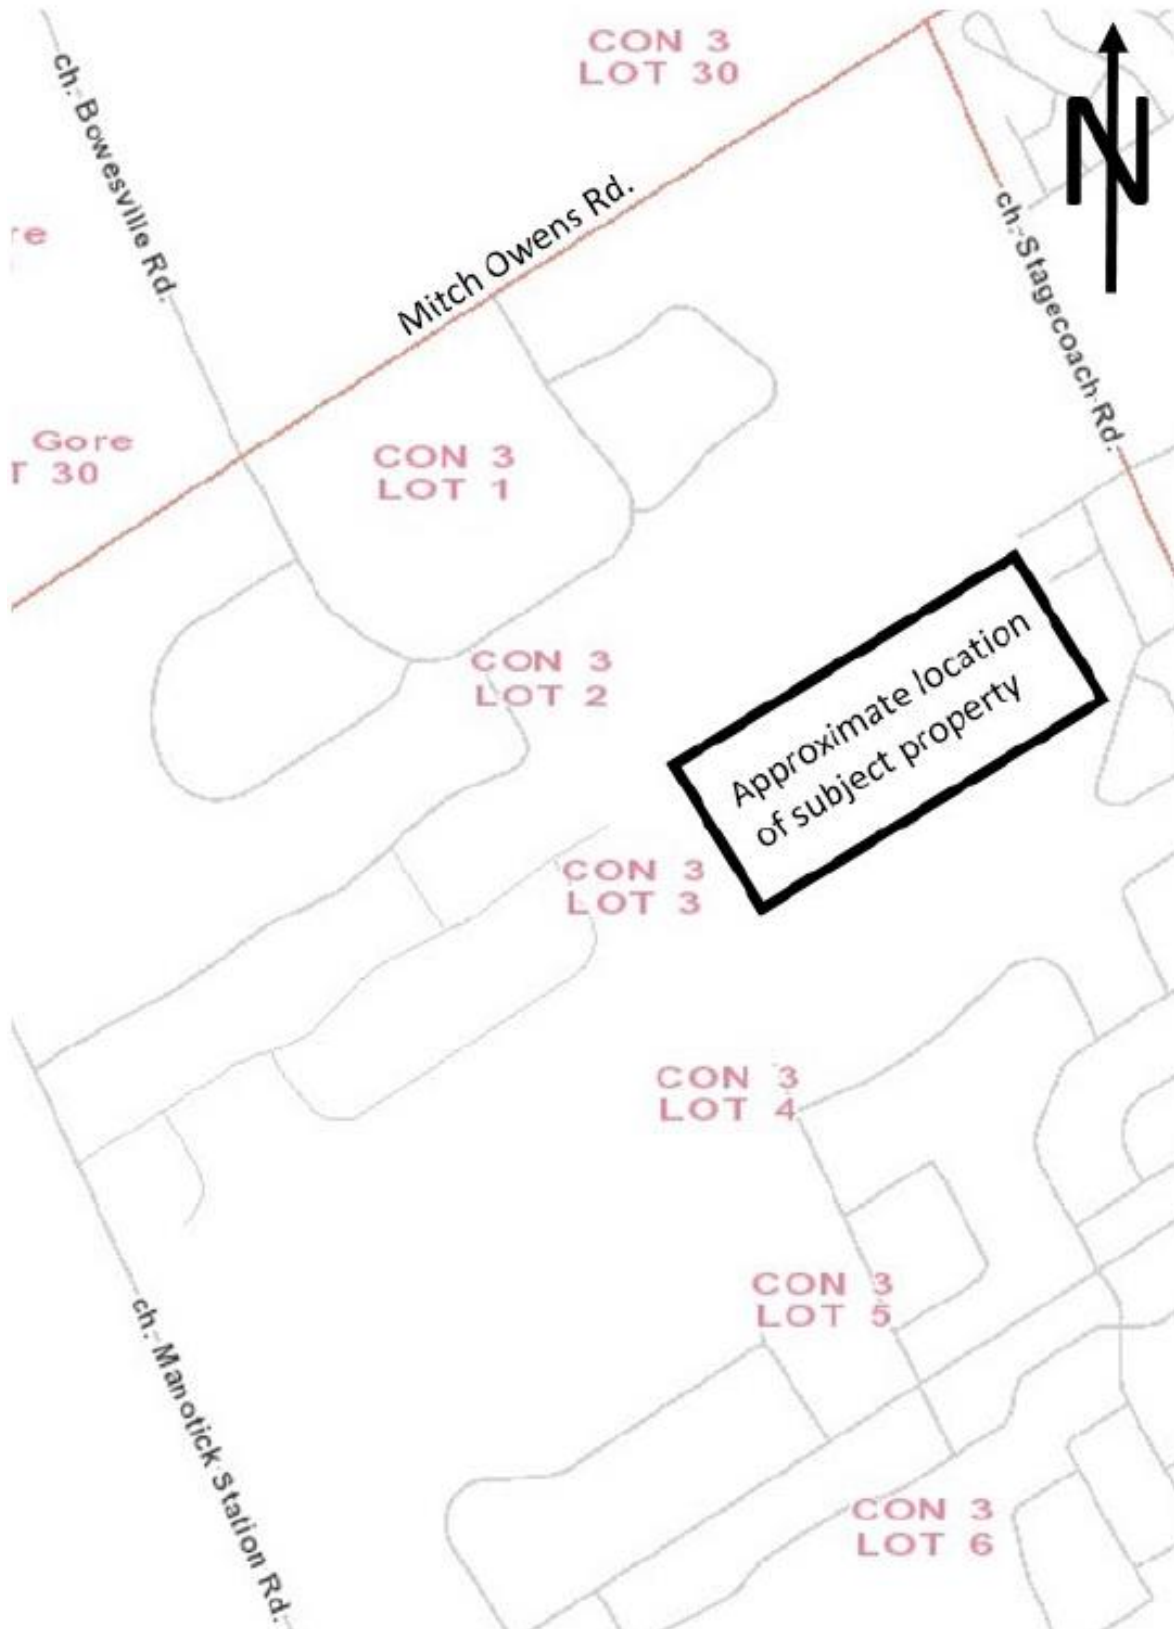 CON 3
LOT 30
N
ch. Bowesville Rd.
Mitch Owens Rd.
ch. Stagecoach Rd.
re
Gore
T 30
CON 3
LOT 1
CON 3
LOT 2
Approximate location
of subject property
CON 3
LOT 3
CON 3
LOT 4
CON 3
LOT 5
ch. Manotick Station Rd.
CON 3
LOT 6